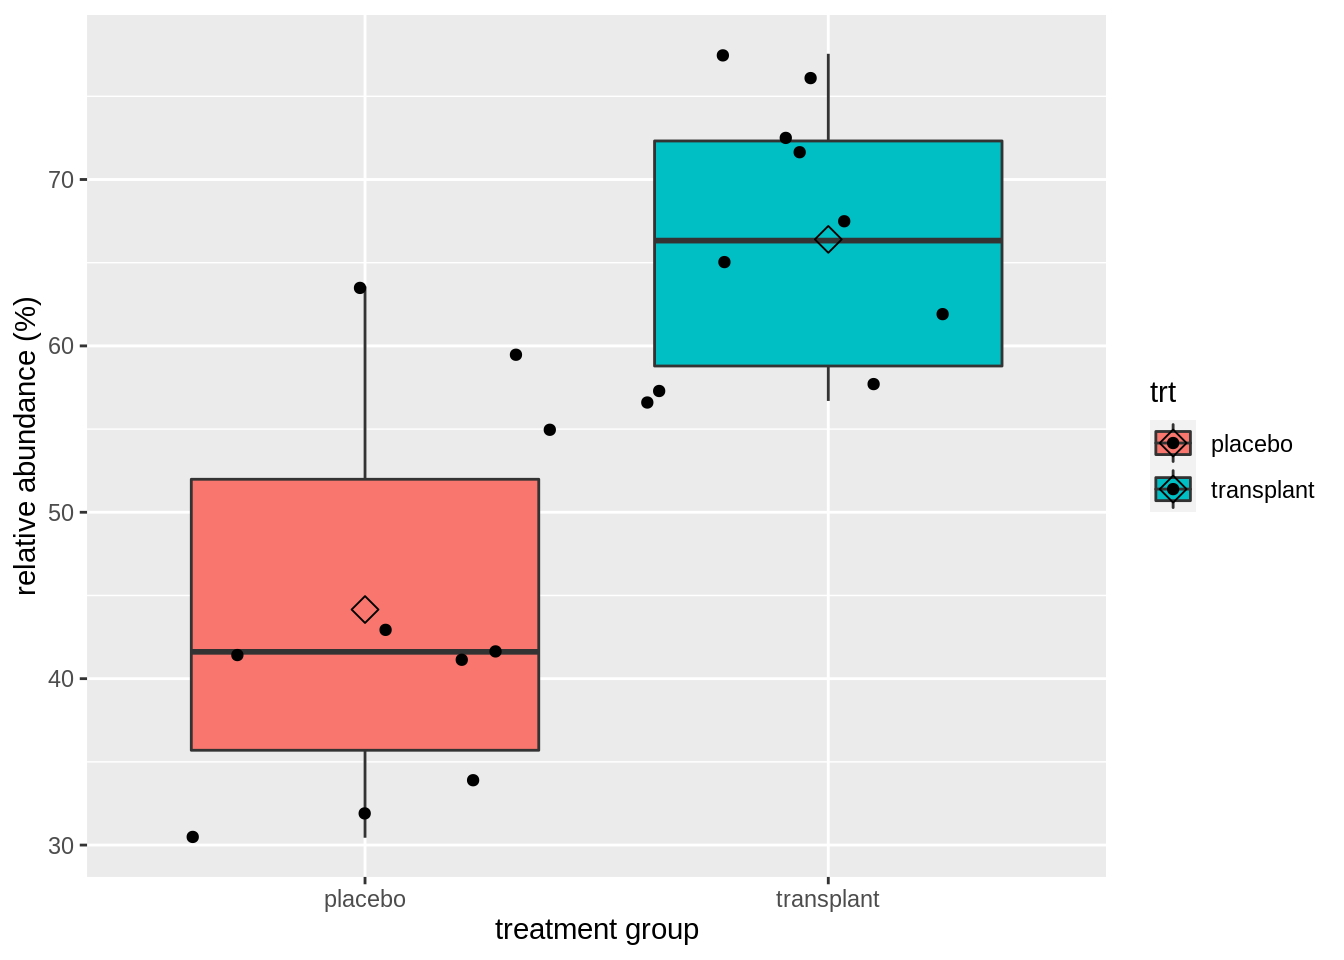 relative abundance (%)
70
60
50
40
30
placebo
transplant
treatment group
trt
placebo
transplant